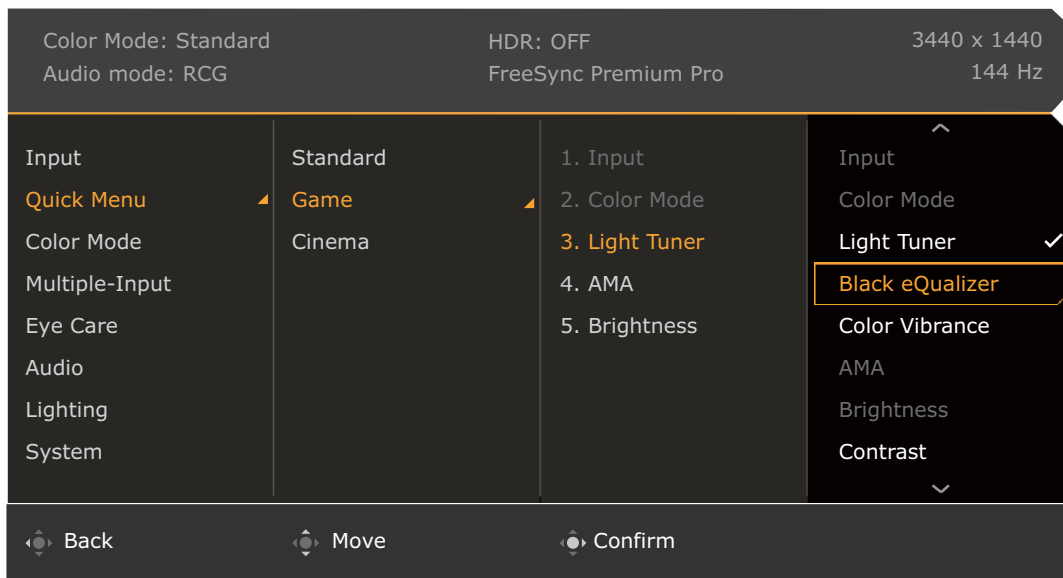 Color Mode: Standard
Audio mode: RCG
HDR: OFF
FreeSync Premium Pro
3440 x 1440
144 Hz
Input
Quick Menu
Color Mode
Multiple-Input
Eye Care
Audio
Lighting
System
Standard
Game
Cinema
1. Input
2. Color Mode
3. Light Tuner
4. AMA
5. Brightness
Input
Color Mode
Light Tuner
Black eQualizer
Color Vibrance
AMA
Brightness
Contrast
Back
Move
Confirm